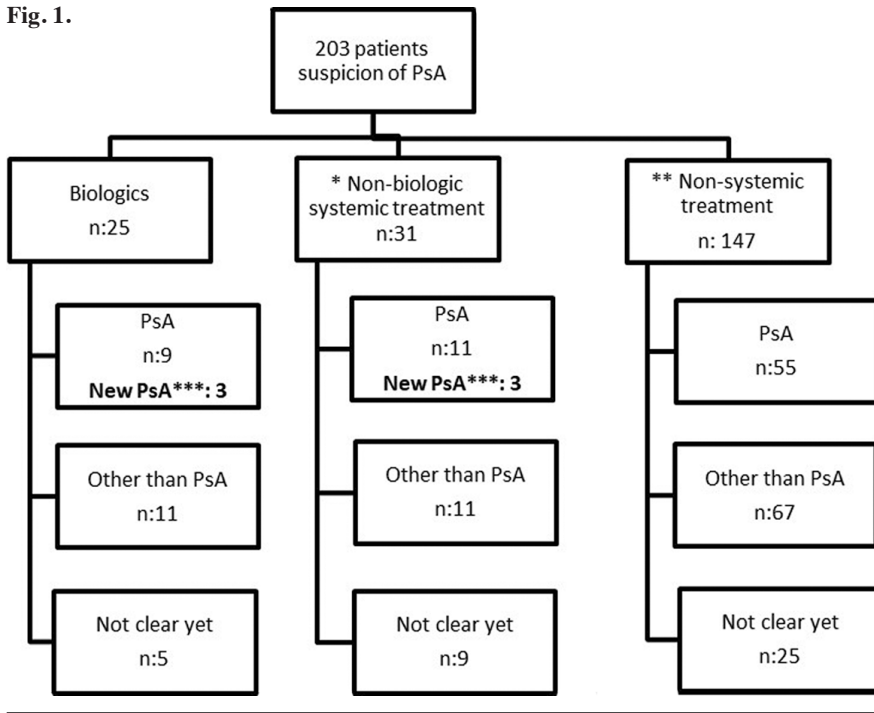 Fig. 1.
203 patients
suspicion of PsA
Biologics
n:25
* Non-biologic
systemic treatment
n:31
** Non-systemic
treatment
n: 147
PsA
n:9
New PsA***: 3
PsA
n:11
New PsA***: 3
PsA
n:55
Other than PsA
n:11
Other than PsA
n:11
Other than PsA
n:67
Not clear yet
n:5
Not clear yet
n:9
Not clear yet
n:25